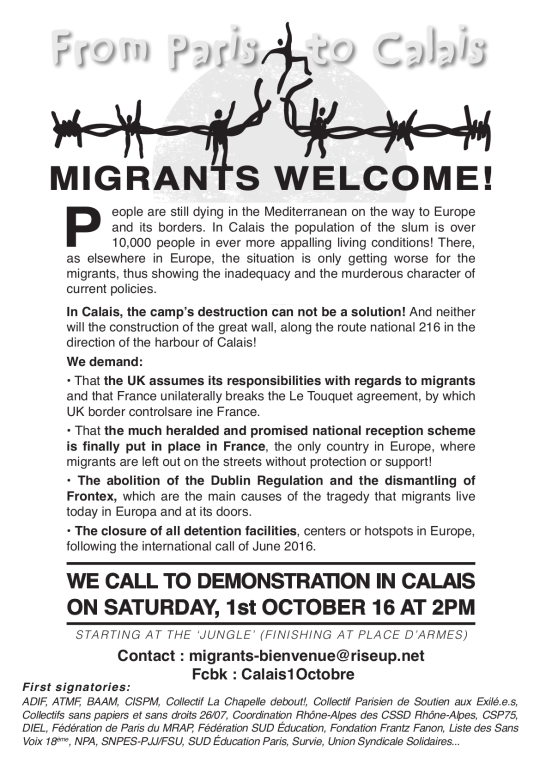 From Paris to Calais
MIGRANTS WELCOME!
People are still dying in the Mediterranean on the way to Europe
and its borders. In Calais the population of the slum is over
10,000 people in ever more appalling living conditions! There,
as elsewhere in Europe, the situation is only getting worse for the
migrants, thus showing the inadequacy and the murderous character of
current policies.
In Calais, the camp's destruction can not be a solution! And neither
will the construction of the great wall, along the route national 216 in the
direction of the harbour of Calais!
We demand:
• That the UK assumes its responsibilities with regards to migrants
and that France unilaterally breaks the Le Touquet agreement, by which
UK border controlsare ine France.
• That the much heralded and promised national reception scheme
is finally put in place in France, the only country in Europe, where
migrants are left out on the streets without protection or support!
• The abolition of the Dublin Regulation and the dismantling of
Frontex, which are the main causes of the tragedy that migrants live
today in Europa and at its doors.
• The closure of all detention facilities, centers or hotspots in Europe,
following the international call of June 2016.
WE CALL TO DEMONSTRATION IN CALAIS
ON SATURDAY, 1st OCTOBER 16 AT 2PM
STARTING AT THE 'JUNGLE' (FINISHING AT PLACE D'ARMES)
Contact : migrants-bienvenue@riseup.net
Fcbk : Calais1Octobre
First signatories:
ADIF, ATMF, BAAM, CISPM, Collectif La Chapelle debout!, Collectif Parisien de Soutien aux Exilé.e.s,
Collectifs sans papiers et sans droits 26/07, Coordination Rhône-Alpes des CSSD Rhône-Alpes, CSP75,
DIEL, Fédération de Paris du MRAP, Fédération SUD Éducation, Fondation Frantz Fanon, Liste des Sans
Voix 18ème, NPA, SNPES-PJJ/FSU, SUD Éducation Paris, Survie, Union Syndicale Solidaires...